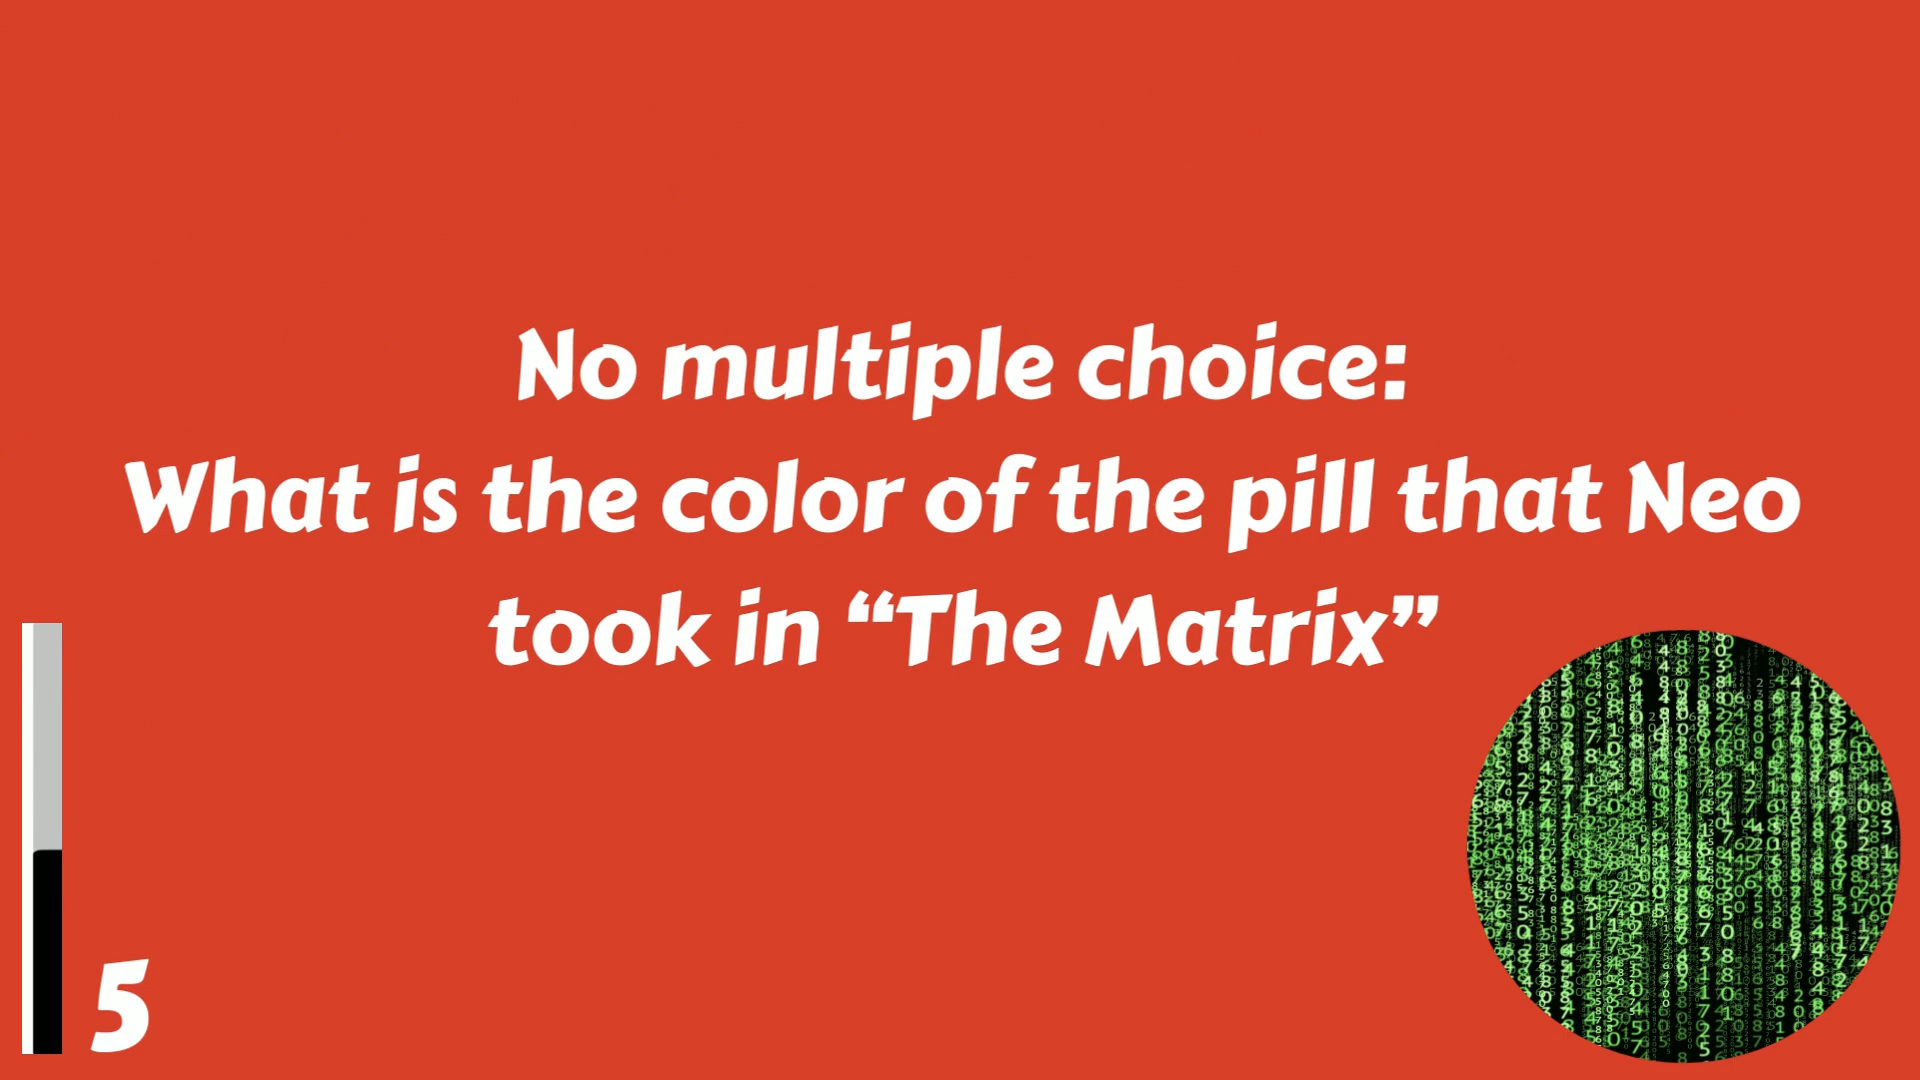 No multiple choice:
What is the color of the pill that Neo
took in “The Matrix”
5